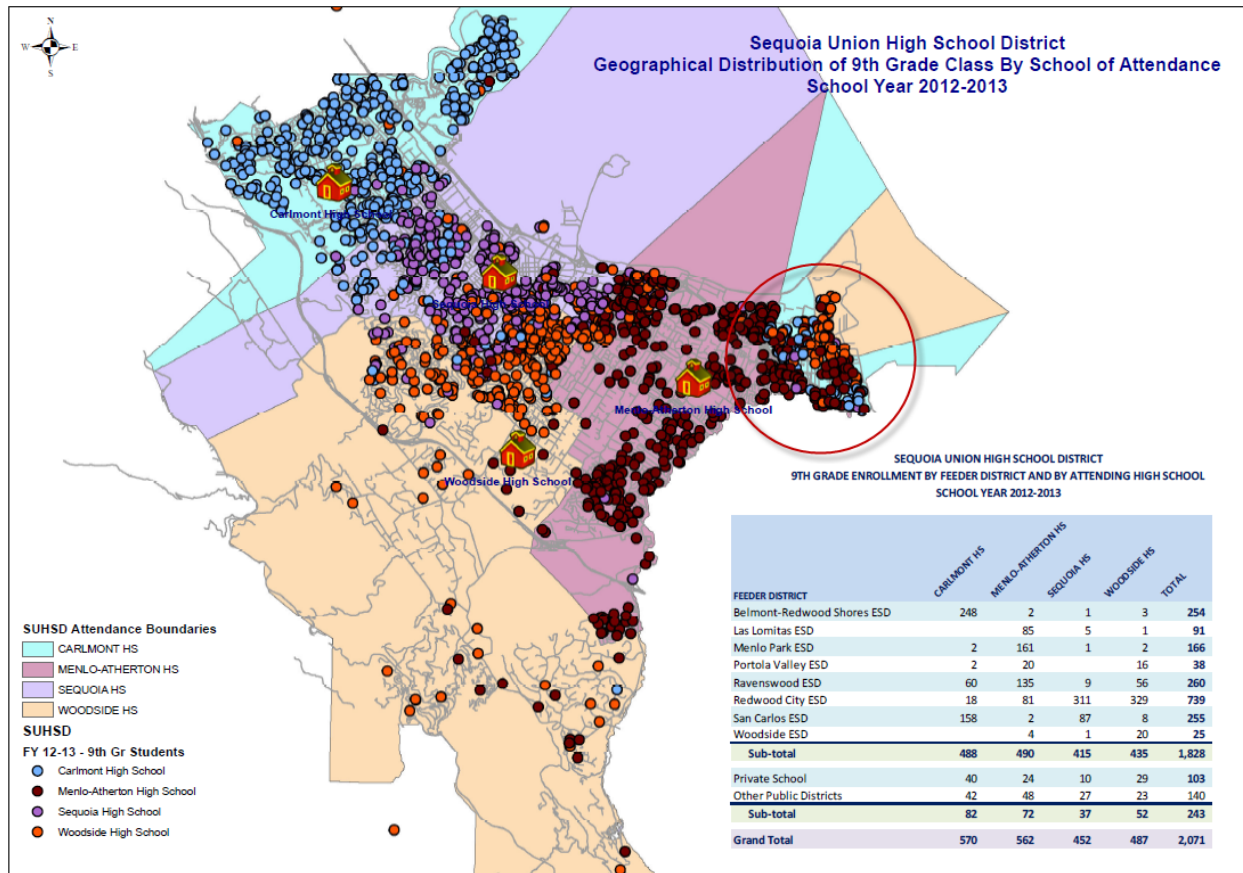 N
W E
S
Sequoia Union High School District
Geographical Distribution of 9th Grade Class By School of Attendance
School Year 2012-2013
Carlmont High School
Sequoia High School
Menlo-Atherton High School
Woodside High School
SUHSD Attendance Boundaries
CARLMONT HS
MENLO-ATHERTON HS
SEQUOIA HS
WOODSIDE HS
SUHSD
FY 12-13 - 9th Gr Students
Carlmont High School
Menlo-Atherton High School
Sequoia High School
Woodside High School
SEQUOIA UNION HIGH SCHOOL DISTRICT
9TH GRADE ENROLLMENT BY FEEDER DISTRICT AND BY ATTENDING HIGH SCHOOL
SCHOOL YEAR 2012-2013
FEEDER DISTRICT CARLMONT HS MENLO-ATHERTON HS SEQUOIA HS WOODSIDE HS TOTAL
Belmont-Redwood Shores ESD 248 2 1 3 254
Las Lomitas ESD 85 5 1 91
Menlo Park ESD 2 161 1 2 166
Portola Valley ESD 2 20 16 38
Ravenswood ESD 60 135 9 56 260
Redwood City ESD 18 81 311 329 739
San Carlos ESD 158 2 87 8 255
Woodside ESD 4 1 20 25
Sub-total 488 490 415 435 1,828
Private School 40 24 10 29 103
Other Public Districts 42 48 27 23 140
Sub-total 82 72 37 52 243
Grand Total 570 562 452 487 2,071